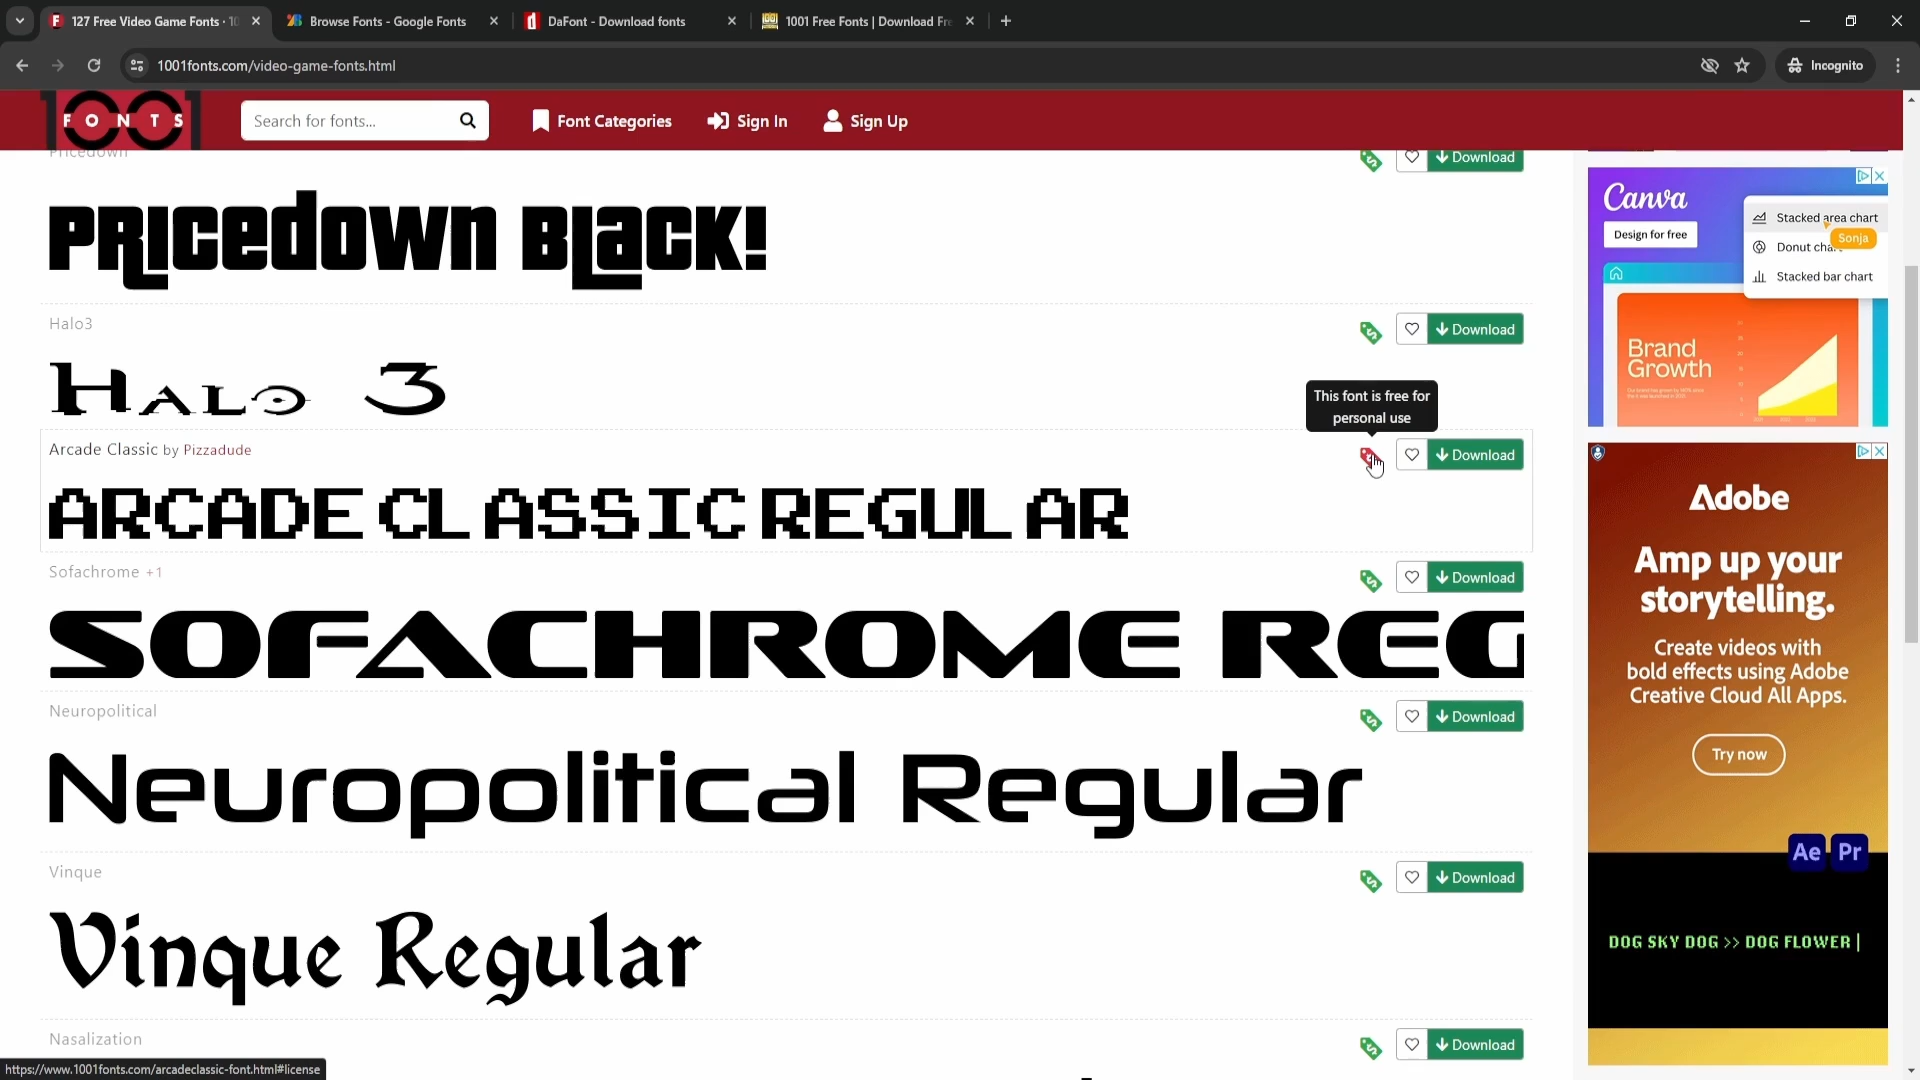 127 Free Video Game Fonts · 10
Browse Fonts - Google Fonts
DaFont - Download fonts
1001 Free Fonts | Download Fre
1001fonts.com/video-game-fonts.html
Incognito
1001
FONTS
Search for fonts...
Font Categories
Sign In
Sign Up
Pricedown
Download
Pricedown Black!
Halo3
Download
Halo 3
This font is free for
personal use
Arcade Classic by Pizzadude
Download
ARCADE CLASSIC REGULAR
Sofachrome +1
Download
SOFACHROME REG
Neuropolitical
Download
Neuropolitical Regular
Vinque
Download
Vinque Regular
Nasalization
Download
https://www.1001fonts.com/arcadeclassic-font.html#license
Canva
Design for free
Stacked area chart
Sonja
Donut chart
Stacked bar chart
Brand
Growth
Adobe
Amp up your
storytelling.
Create videos with
bold effects using Adobe
Creative Cloud All Apps.
Try now
Ae Pr
DOG SKY DOG >> DOG FLOWER |